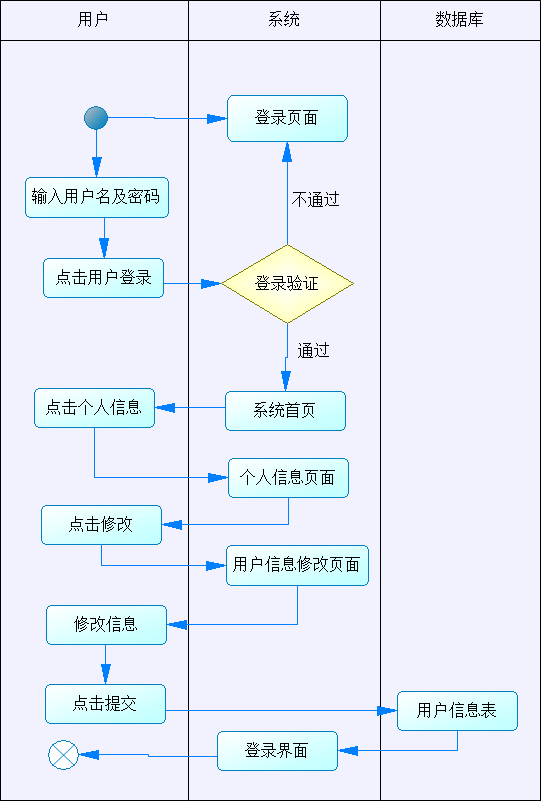 用户
系统
数据库
登录页面
输入用户名及密码
不通过
点击用户登录
登录验证
通过
点击个人信息
系统首页
个人信息页面
点击修改
用户信息修改页面
修改信息
点击提交
用户信息表
登录界面